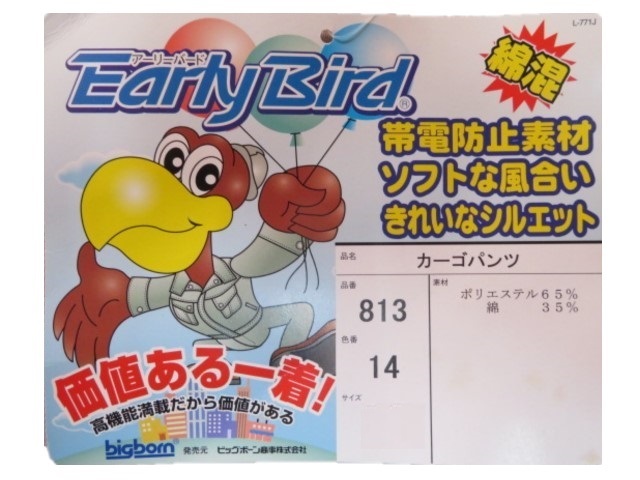 L-771J
アーリーバード
Early Bird®
綿混
帯電防止素材
ソフトな風合い
きれいなシルエット
品名
カーゴパンツ
品番
813
素材
ポリエステル65%
綿 35%
色番
14
サイズ
価値ある一着!
高機能満載だから価値がある
bigborn 発売元 ビッグボーン商事株式会社